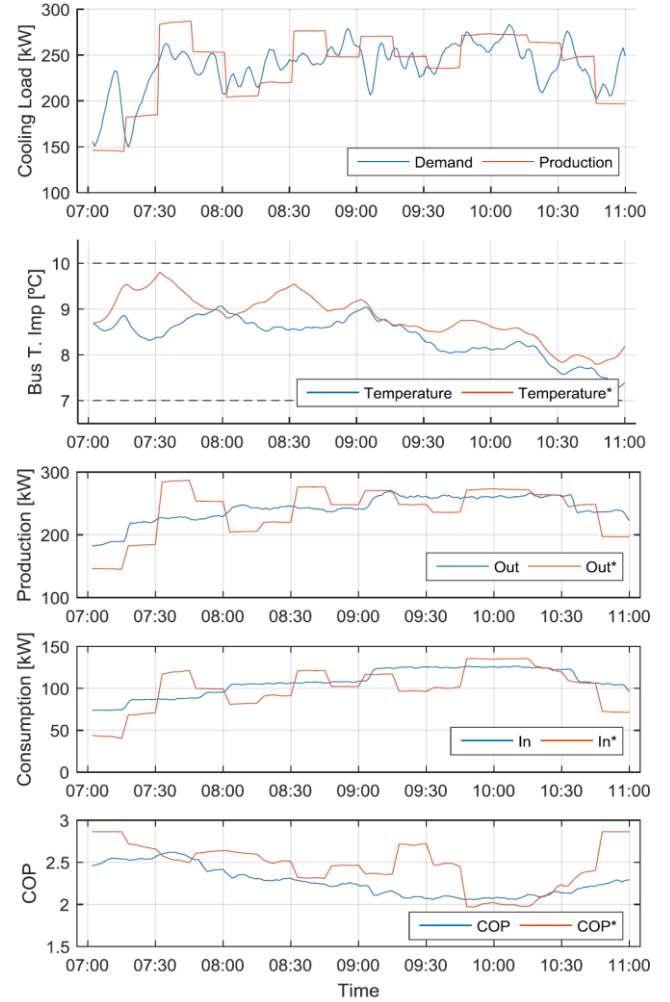 300
250
200
150
100
Cooling Load [kW]
Demand Production
07:00 07:30 08:00 08:30 09:00 09:30 10:00 10:30 11:00
10
9
8
7
Bus T. Imp [ºC]
Temperature Temperature*
07:00 07:30 08:00 08:30 09:00 09:30 10:00 10:30 11:00
300
200
100
Production [kW]
Out Out*
07:00 07:30 08:00 08:30 09:00 09:30 10:00 10:30 11:00
150
100
50
0
Consumption [kW]
In In*
07:00 07:30 08:00 08:30 09:00 09:30 10:00 10:30 11:00
3
2.5
2
1.5
COP
COP COP*
07:00 07:30 08:00 08:30 09:00 09:30 10:00 10:30 11:00
Time